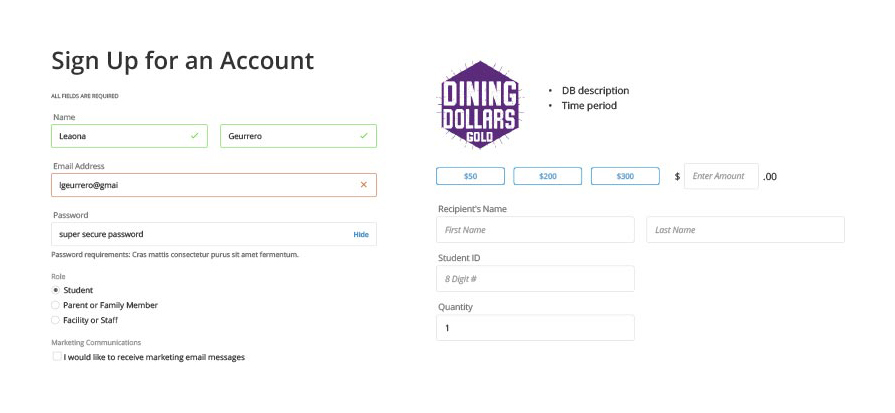 Sign Up for an Account
ALL FIELDS ARE REQUIRED
Name
Leaona
Geurrero
Email Address
lgeurrero@gmai
Password
super secure password
Hide
Password requirements: Cras mattis consectetur purus sit amet fermentum.
Role
Student
Parent or Family Member
Facility or Staff
Marketing Communications
I would like to receive marketing email messages
DINING
DOLLARS
GOLD
• DB description
• Time period
$50
$200
$300
$ Enter Amount .00
Recipient's Name
First Name
Last Name
Student ID
8 Digit #
Quantity
1